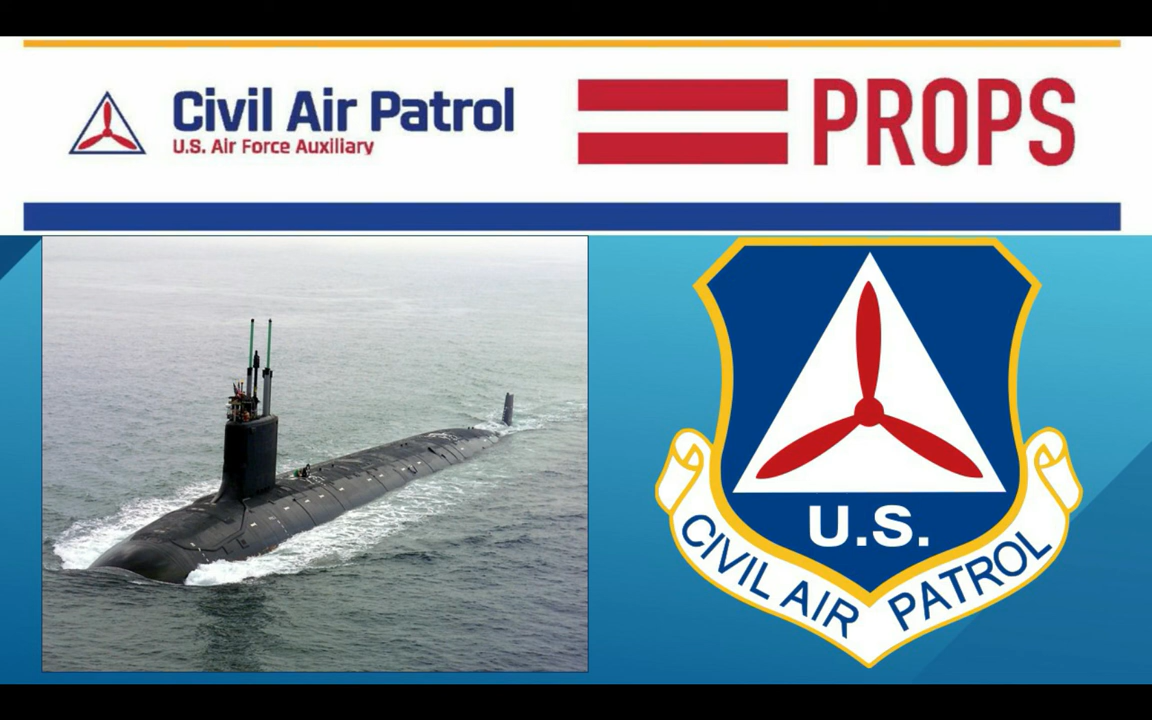 Civil Air Patrol
U.S. Air Force Auxiliary
PROPS
U.S.
CIVIL AIR PATROL